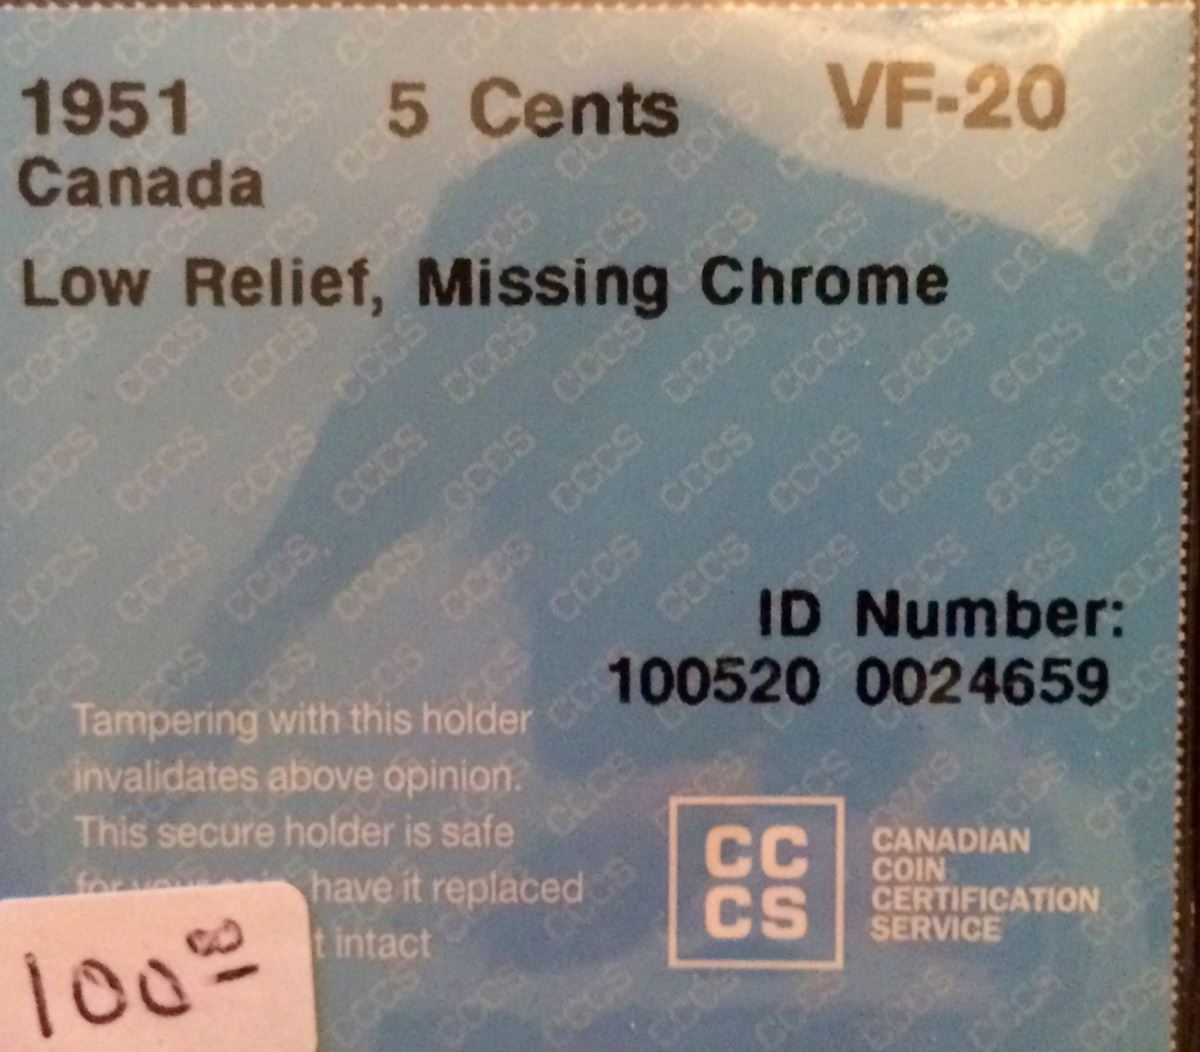 1951 5 Cents VF-20
Canada
Low Relief, Missing Chrome
ID Number:
100520 0024659
Tampering with this holder
invalidates above opinion.
This secure holder is safe
for have it replaced
intact
CC
CS
CANADIAN
COIN
CERTIFICATION
SERVICE
100.00